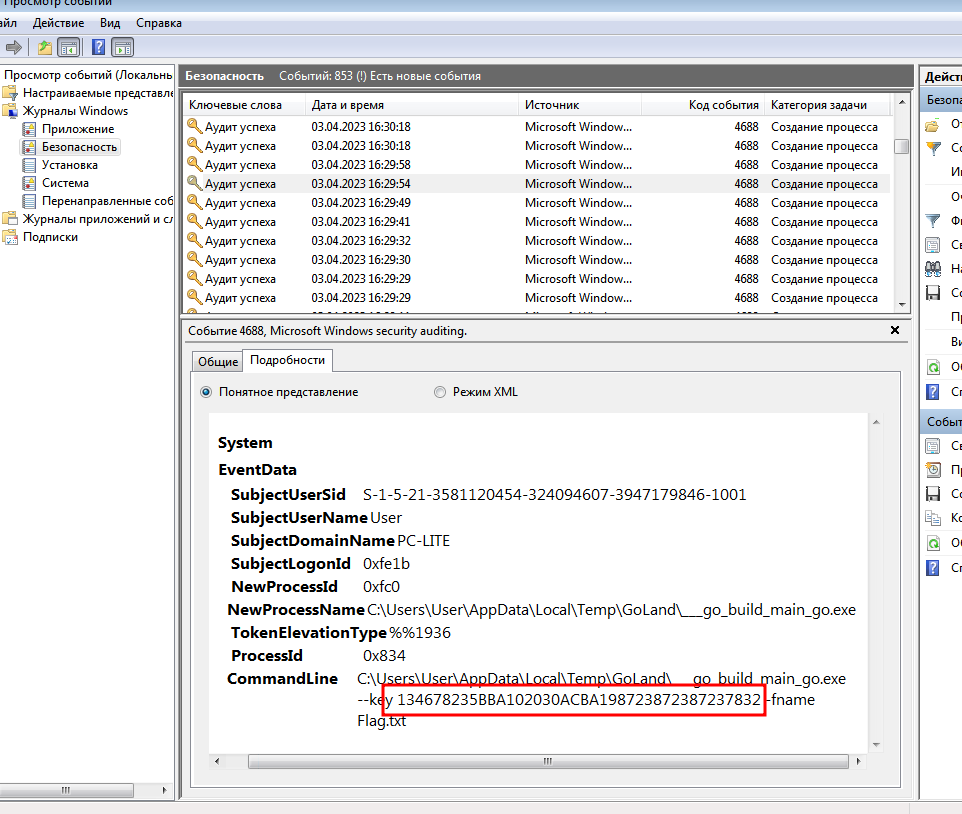 Просмотр событий
айл Действие Вид Справка
Просмотр событий (Локальнь
Настраиваемые представле
Журналы Windows
Приложение
Безопасность
Установка
Система
Перенаправленные соб
Журналы приложений и сл
Подписки
Безопасность Событий: 853 (!) Есть новые события
Ключевые слова Дата и время Источник Код события Категория задачи
Аудит успеха 03.04.2023 16:30:18 Microsoft Window... 4688 Создание процесса
Аудит успеха 03.04.2023 16:30:18 Microsoft Window... 4688 Создание процесса
Аудит успеха 03.04.2023 16:29:58 Microsoft Window... 4688 Создание процесса
Аудит успеха 03.04.2023 16:29:54 Microsoft Window... 4688 Создание процесса
Аудит успеха 03.04.2023 16:29:49 Microsoft Window... 4688 Создание процесса
Аудит успеха 03.04.2023 16:29:41 Microsoft Window... 4688 Создание процесса
Аудит успеха 03.04.2023 16:29:32 Microsoft Window... 4688 Создание процесса
Аудит успеха 03.04.2023 16:29:30 Microsoft Window... 4688 Создание процесса
Аудит успеха 03.04.2023 16:29:29 Microsoft Window... 4688 Создание процесса
Аудит успеха 03.04.2023 16:29:29 Microsoft Window... 4688 Создание процесса
Событие 4688, Microsoft Windows security auditing.
Общие Подробности
Понятное представление Режим XML
System
EventData
SubjectUserSid S-1-5-21-3581120454-324094607-3947179846-1001
SubjectUserName User
SubjectDomainName PC-LITE
SubjectLogonId 0xfe1b
NewProcessId 0xfc0
NewProcessName C:\Users\User\AppData\Local\Temp\GoLand\___go_build_main_go.exe
TokenElevationType %%1936
ProcessId 0x834
CommandLine C:\Users\User\AppData\Local\Temp\GoLand\___go_build_main_go.exe
--key 134678235BBA102030ACBA198723872387237832 -fname
Flag.txt
Дейст
Безопа
От
Со
Им
Оч
Фи
Св
На
Со
Пр
Ви
Об
Сп
Событ
Св
Пр
Со
Ко
Об
Сп